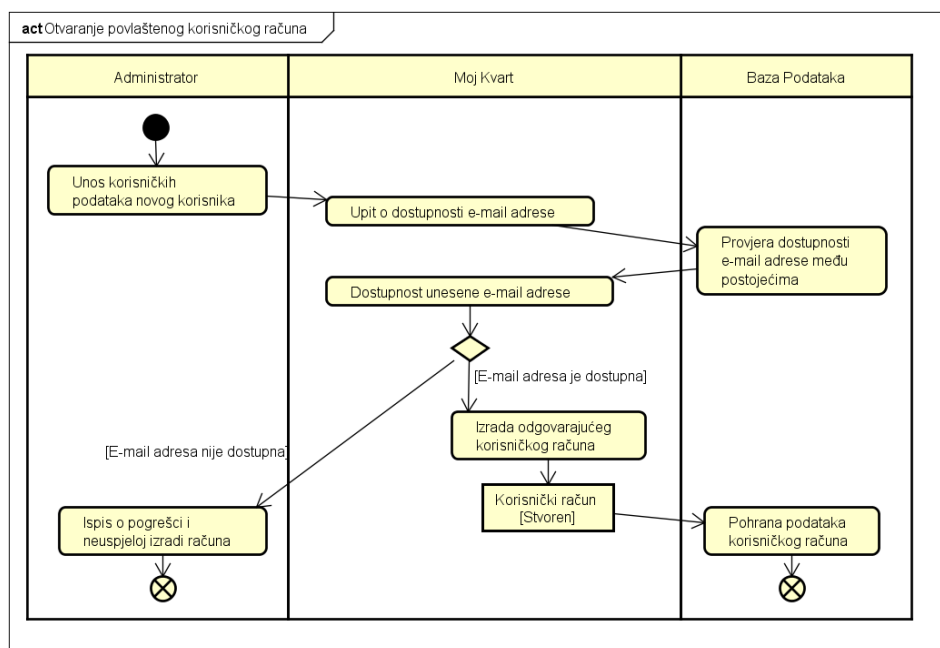 act Otvaranje povlaštenog korisničkog računa
Administrator
Moj Kvart
Baza Podataka
Unos korisničkih
podataka novog korisnika
Upit o dostupnosti e-mail adrese
Provjera dostupnosti
e-mail adrese među
postojećima
Dostupnost unesene e-mail adrese
[E-mail adresa je dostupna]
Izrada odgovarajućeg
korisničkog računa
[E-mail adresa nije dostupna]
Korisnički račun
[Stvoren]
Ispis o pogrešci i
neuspjeloj izradi računa
Pohrana podataka
korisničkog računa